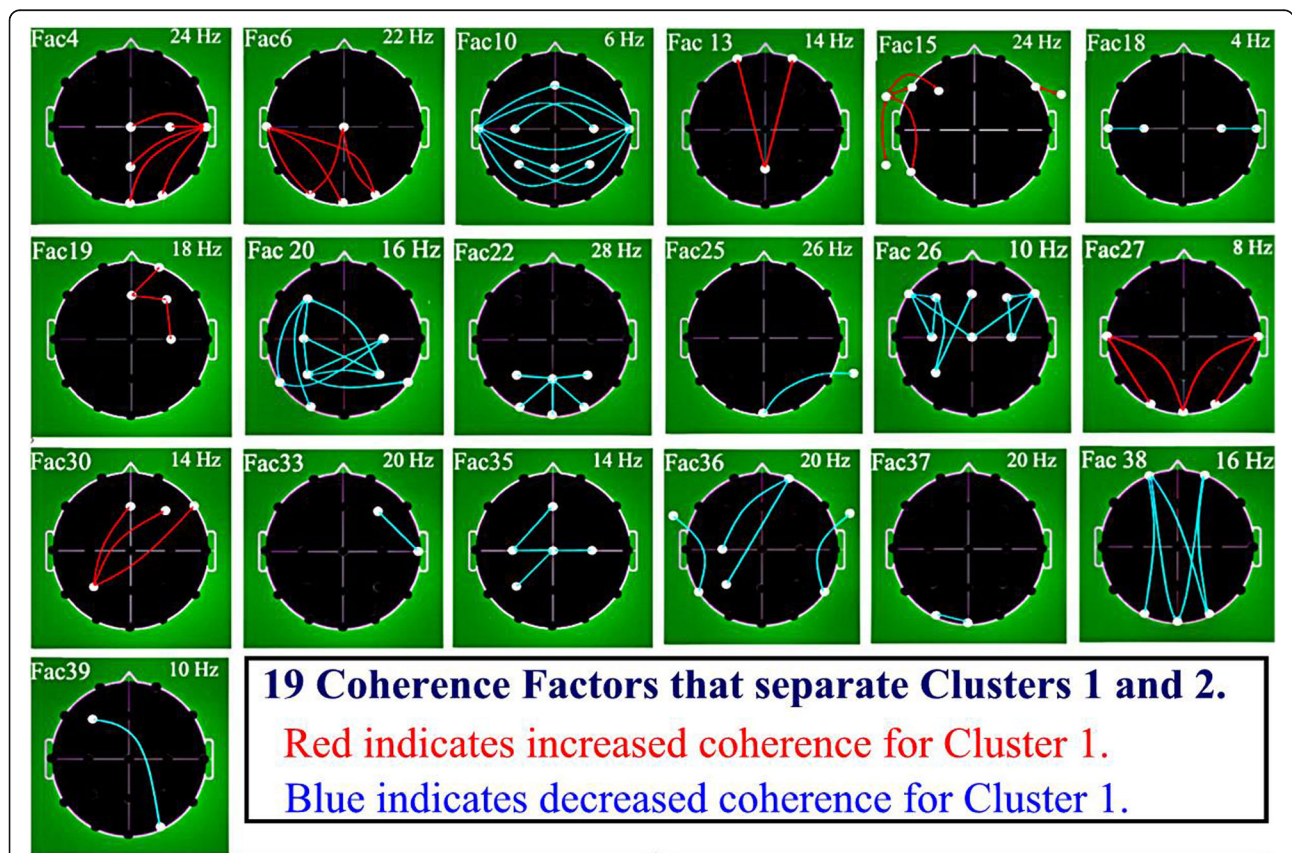 Fac4 24 Hz
Fac6 22 Hz
Fac10 6 Hz
Fac 13 14 Hz
Fac15 24 Hz
Fac18 4 Hz
Fac19 18 Hz
Fac 20 16 Hz
Fac22 28 Hz
Fac25 26 Hz
Fac 26 10 Hz
Fac27 8 Hz
Fac30 14 Hz
Fac33 20 Hz
Fac35 14 Hz
Fac36 20 Hz
Fac37 20 Hz
Fac 38 16 Hz
Fac39 10 Hz
19 Coherence Factors that separate Clusters 1 and 2.
Red indicates increased coherence for Cluster 1.
Blue indicates decreased coherence for Cluster 1.